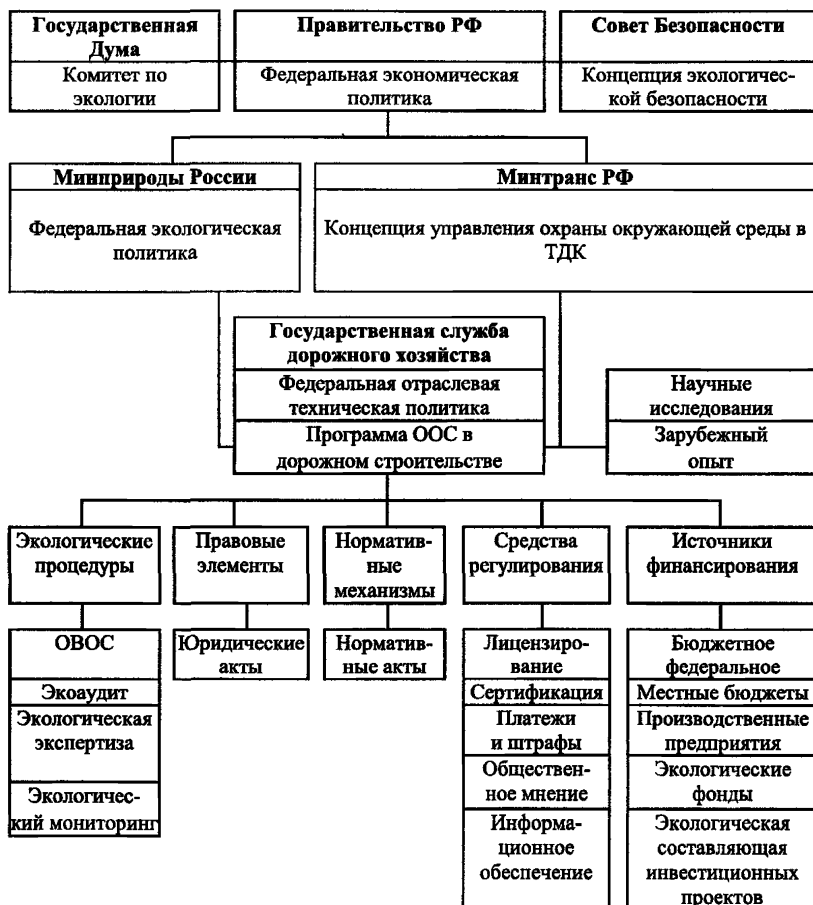 Государственная
Дума
Комитет по
экологии
Правительство РФ
Федеральная экономическая
политика
Совет Безопасности
Концепция экологичес-
кой безопасности
Минприроды России
Федеральная экологическая
политика
Минтранс РФ
Концепция управления охраны окружающей среды в
ТДК
Государственная служба
дорожного хозяйства
Федеральная отраслевая
техническая политика
Программа ООС в
дорожном строительстве
Научные
исследования
Зарубежный
опыт
Экологические
процедуры
Правовые
элементы
Норматив-
ные
механизмы
Средства
регулирования
Источники
финансирования
ОВОС
Экоаудит
Экологическая
экспертиза
Экологичес-
кий мониторинг
Юридические
акты
Норматив-
ные акты
Лицензиро-
вание
Сертификация
Платежи
и штрафы
Обществен-
ное мнение
Информа-
ционное
обеспечение
Бюджетное
федеральное
Местные бюджеты
Производственные
предприятия
Экологические
фонды
Экологическая
составляющая
инвестиционных
проектов